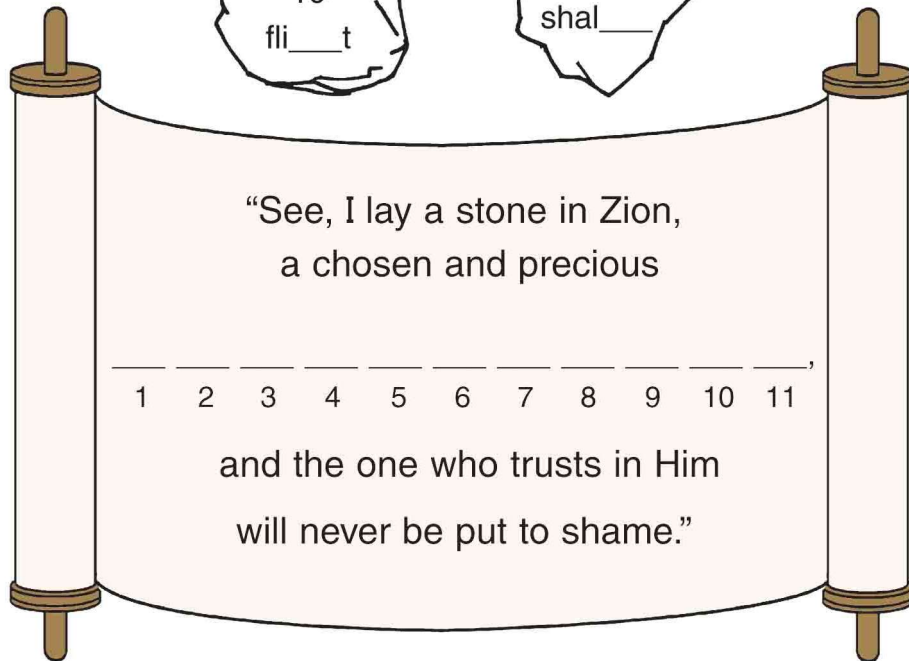 fli___t
shal___
“See, I lay a stone in Zion,
a chosen and precious
___ ___ ___ ___ ___ ___ ___ ___ ___ ___ ___,
1 2 3 4 5 6 7 8 9 10 11
and the one who trusts in Him
will never be put to shame.”